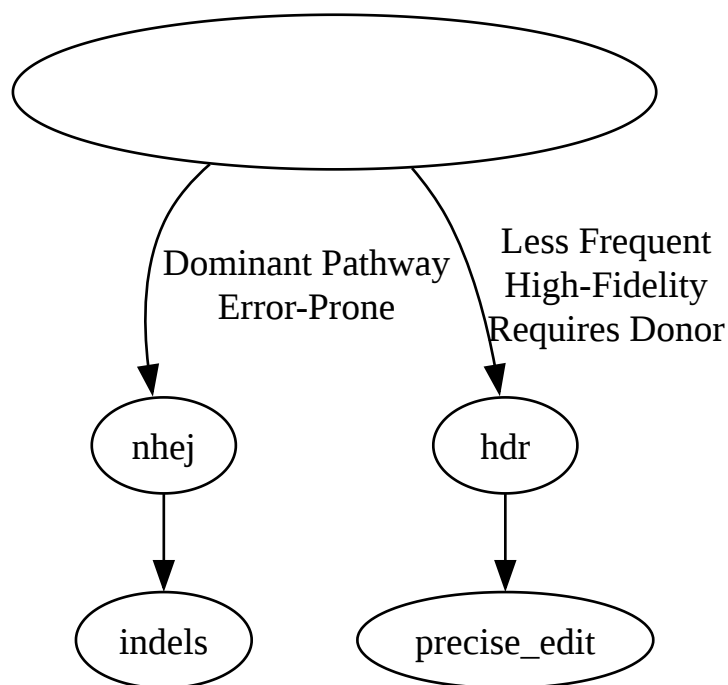 Dominant Pathway
Error-Prone
Less Frequent
High-Fidelity
Requires Donor
nhej
hdr
indels
precise_edit